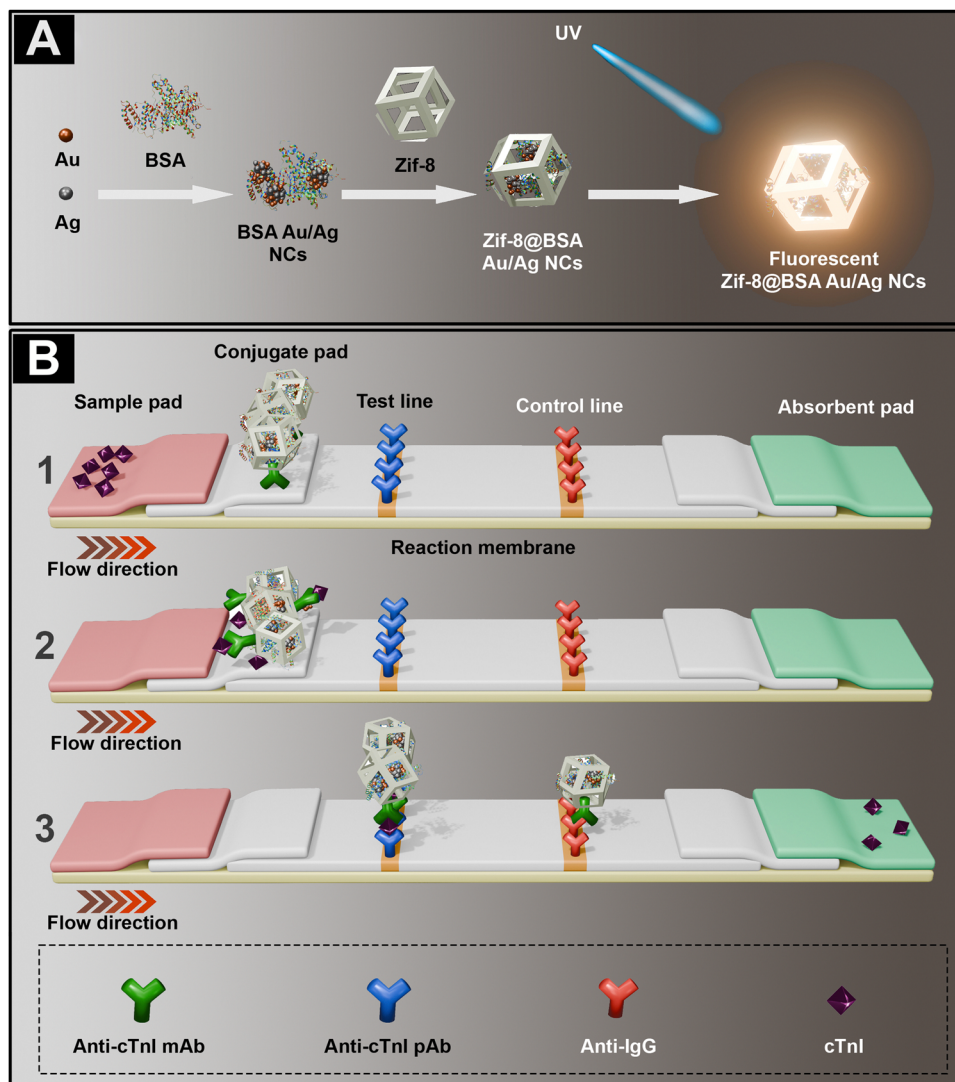 A
UV
Au
Ag
BSA
BSA Au/Ag
NCs
Zif-8
Zif-8@BSA
Au/Ag NCs
Fluorescent
Zif-8@BSA Au/Ag NCs
B
Sample pad
Conjugate pad
Test line
Control line
Absorbent pad
1
Flow direction
Reaction membrane
2
Flow direction
3
Flow direction
Anti-cTnI mAb
Anti-cTnI pAb
Anti-IgG
cTnI